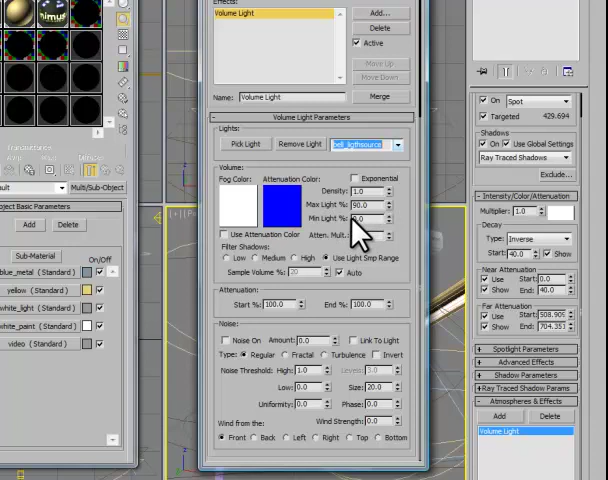 Effects:
Volume Light
Add...
Delete
Active
Move Up
Move Down
Name: Volume Light
Merge
Volume Light Parameters
Lights:
Pick Light
Remove Light
bell_ligthsource
Volume:
Fog Color: Attenuation Color:
Exponential
Density: 1.0
Max Light %: 90.0
Min Light %:
Use Attenuation Color
Atten. Mult.:
Filter Shadows:
Low Medium High Use Light Smp Range
Sample Volume %: 20 Auto
Attenuation:
Start %: 100.0 End %: 100.0
Noise:
Noise On Amount: 0.0 Link To Light
Type: Regular Fractal Turbulence Invert
Noise Threshold: High: 1.0 Levels: 3.0
Low: 0.0 Size: 20.0
Uniformity: 0.0 Phase: 0.0
Wind from the: Wind Strength: 0.0
Front Back Left Right Top Bottom
Multi/Sub-Object
ject Basic Parameters
Add Delete
Sub-Material On/Off
blue_metal (Standard)
yellow (Standard)
white_light (Standard)
white_paint (Standard)
video (Standard)
On Spot
Targeted 429.694
Shadows
On Use Global Settings
Ray Traced Shadows
Exclude...
Intensity/Color/Attenuation
Multiplier: 1.0
Decay
Type: Inverse
Start: 40.0 Show
Near Attenuation
Use Start: 0.0
Show End: 40.0
Far Attenuation
Use Start: 508.909
Show End: 704.351
Spotlight Parameters
Advanced Effects
Shadow Parameters
Ray Traced Shadow Params
Atmospheres & Effects
Add Delete
Volume Light